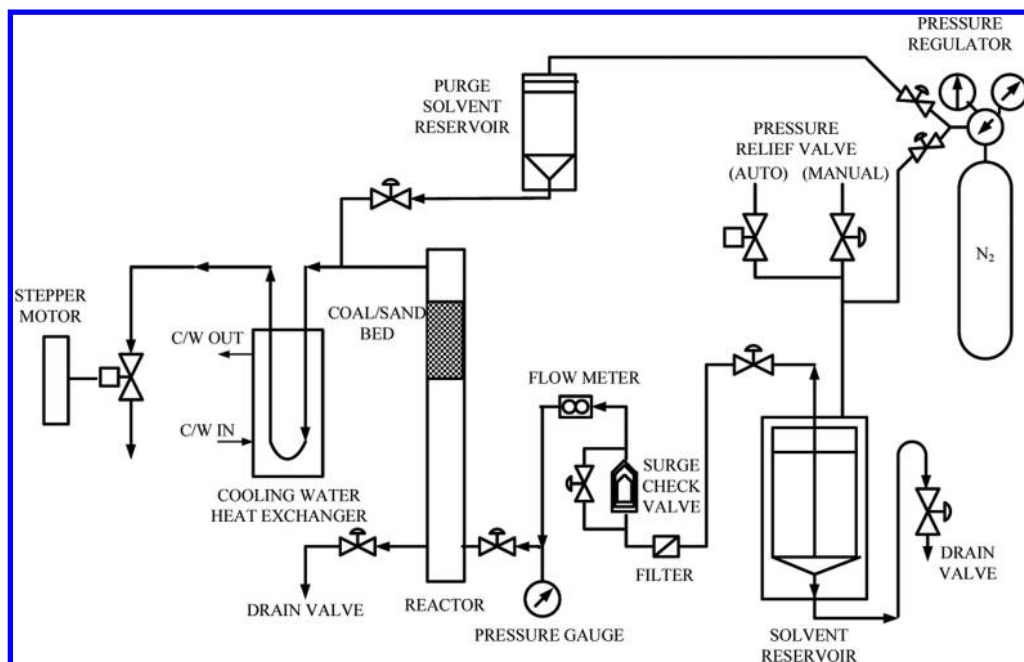 PRESSURE
REGULATOR
PURGE
SOLVENT
RESERVOIR
PRESSURE
RELIEF VALVE
(AUTO) (MANUAL)
N₂
STEPPER
MOTOR
C/W OUT
COAL/SAND
BED
C/W IN
FLOW METER
SURGE
CHECK
VALVE
COOLING WATER
HEAT EXCHANGER
FILTER
DRAIN
VALVE
DRAIN VALVE
REACTOR
PRESSURE GAUGE
SOLVENT
RESERVOIR